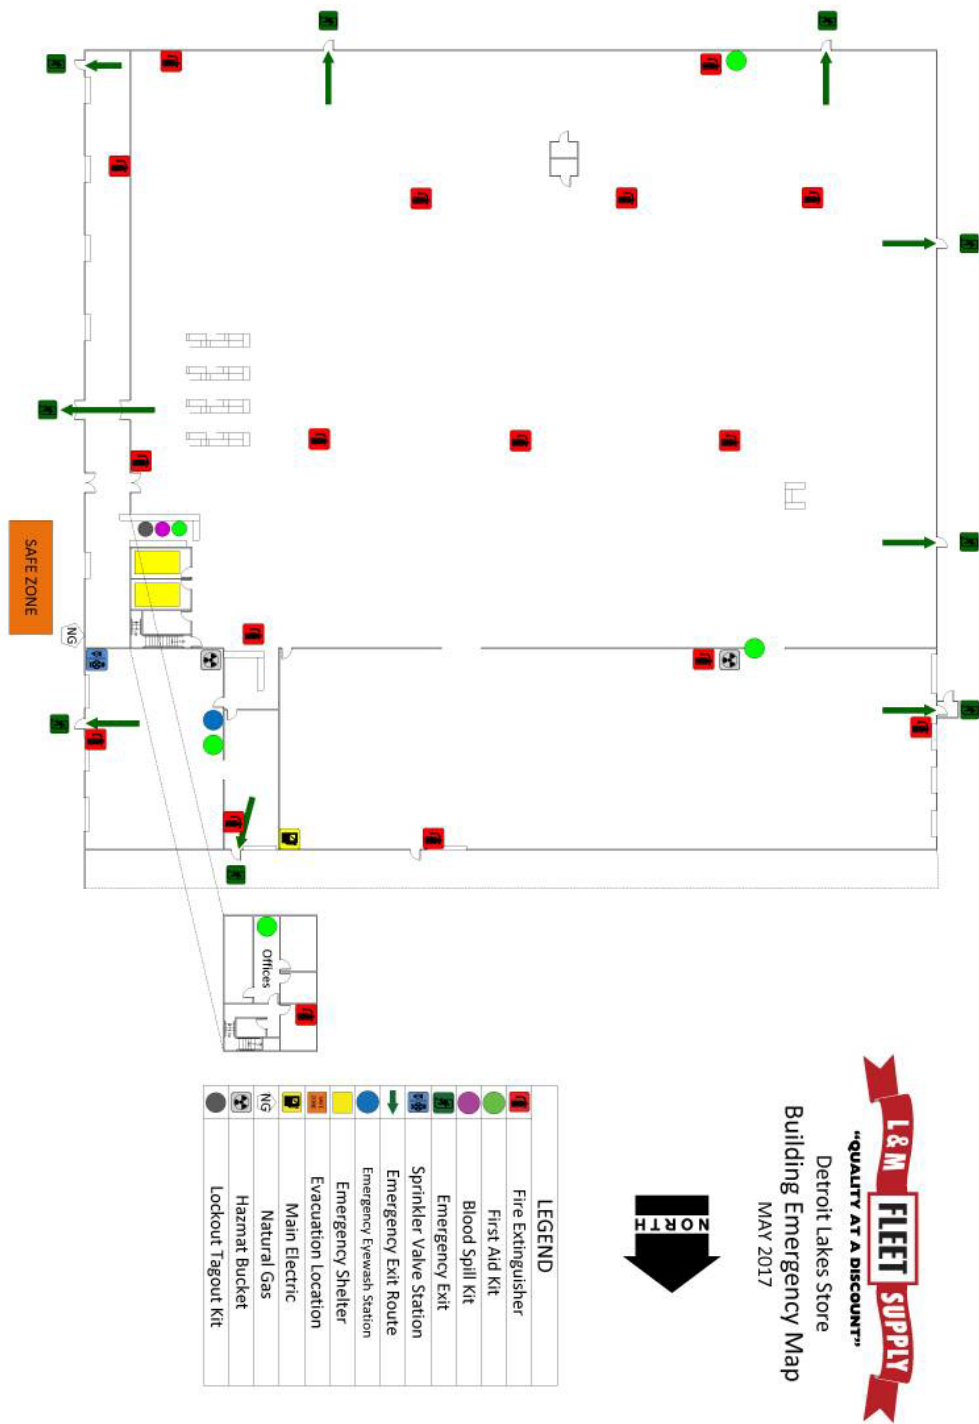 L&M FLEET SUPPLY
"QUALITY AT A DISCOUNT"
Detroit Lakes Store
Building Emergency Map
MAY 2017
NORTH
LEGEND
Fire Extinguisher
First Aid Kit
Blood Spill Kit
Emergency Exit
Sprinkler Valve Station
Emergency Exit Route
Emergency Eyewash Station
Emergency Shelter
SAFE ZONE
Evacuation Location
Main Electric
NG
Natural Gas
Hazmat Bucket
Lockout Tagout Kit
Offices
NG
SAFE ZONE